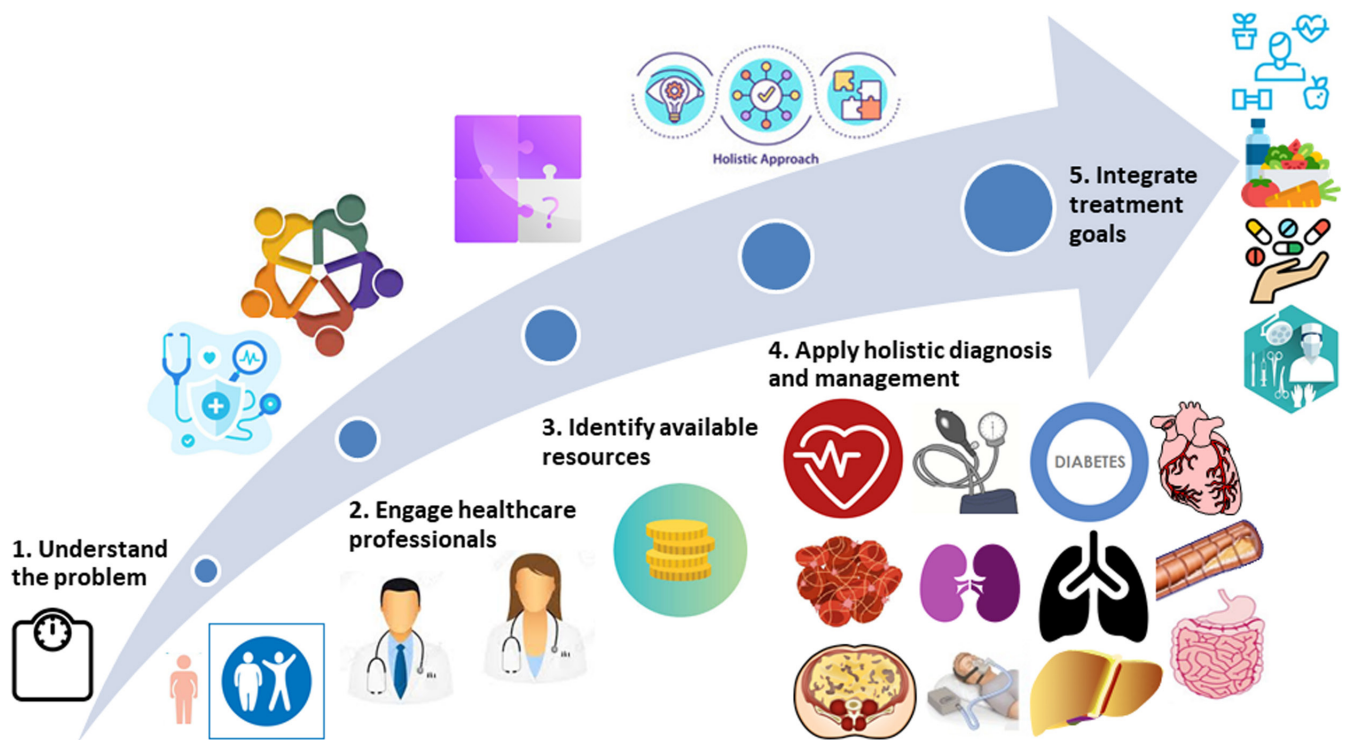 1. Understand
the problem
2. Engage healthcare
professionals
3. Identify available
resources
4. Apply holistic diagnosis
and management
5. Integrate
treatment
goals
Holistic Approach
?
DIABETES